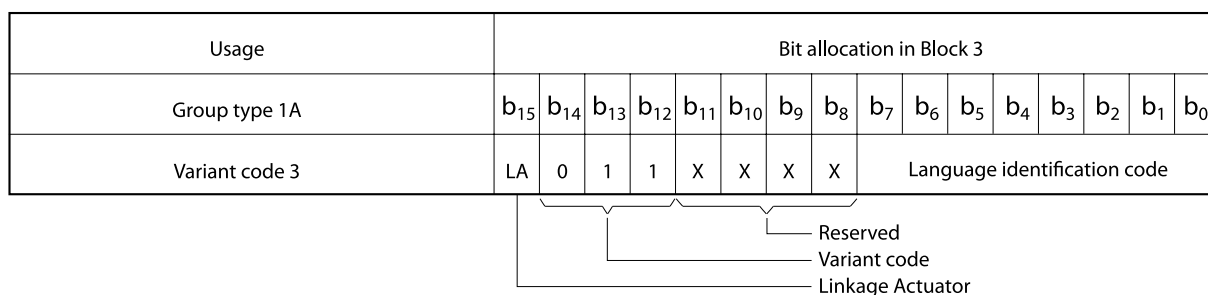 Usage Bit allocation in Block 3
Group type 1A b15 b14 b13 b12 b11 b10 b9 b8 b7 b6 b5 b4 b3 b2 b1 b0
Variant code 3 LA 0 1 1 X X X X Language identification code
Reserved
Variant code
Linkage Actuator